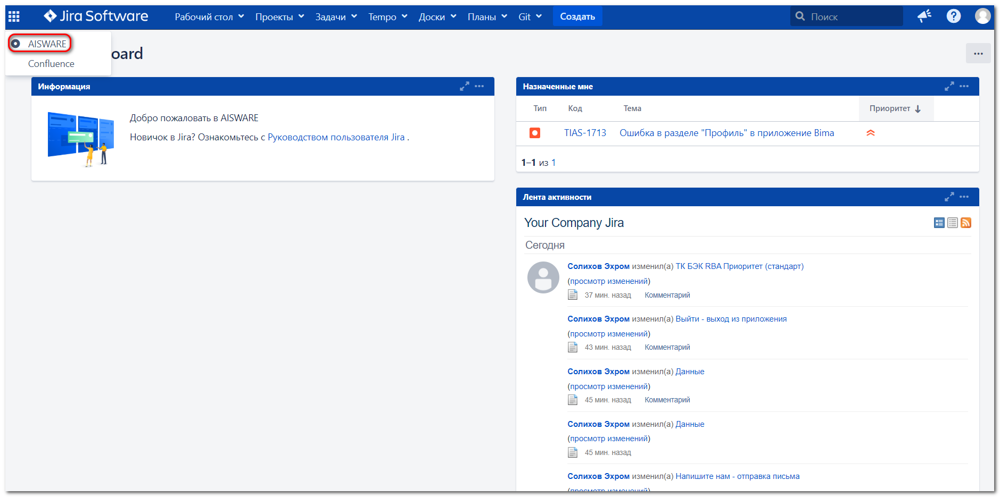 Jira Software
Рабочий стол Проекты Задачи Tempo Доски Планы Git Создать
Поиск
?
AISWARE
Confluence
oard
Информация
Добро пожаловать в AISWARE
Новичок в Jira? Ознакомьтесь с Руководством пользователя Jira .
Назначенные мне
Тип Код Тема Приоритет
TIAS-1713 Ошибка в разделе "Профиль" в приложение Bima
1–1 из 1
Лента активности
Your Company Jira
Сегодня
Солихов Эхром изменил(а) ТК БЭК RBA Приоритет (стандарт)
(просмотр изменений)
37 мин. назад Комментарий
Солихов Эхром изменил(а) Выйти - выход из приложения
(просмотр изменений)
43 мин. назад Комментарий
Солихов Эхром изменил(а) Данные
(просмотр изменений)
45 мин. назад Комментарий
Солихов Эхром изменил(а) Данные
(просмотр изменений)
45 мин. назад
Солихов Эхром изменил(а) Напишите нам - отправка письма
(просмотр изменений)